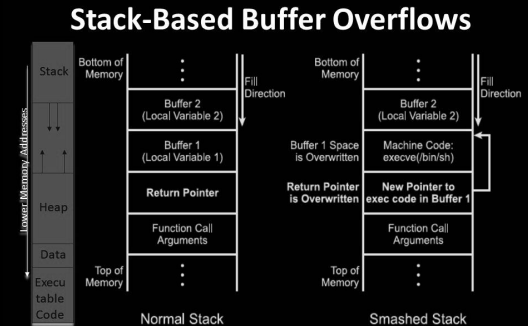 Stack-Based Buffer Overflows
Lower Memory Addresses
Stack
Heap
Data
Execu
table
Code
Bottom of
Memory
Fill
Direction
Buffer 2
(Local Variable 2)
Buffer 1
(Local Variable 1)
Return Pointer
Function Call
Arguments
Top of
Memory
Normal Stack
Bottom of
Memory
Fill
Direction
Buffer 2
(Local Variable 2)
Buffer 1 Space
is Overwritten
Machine Code:
execve(/bin/sh)
Return Pointer
is Overwritten
New Pointer to
exec code in Buffer 1
Function Call
Arguments
Top of
Memory
Smashed Stack